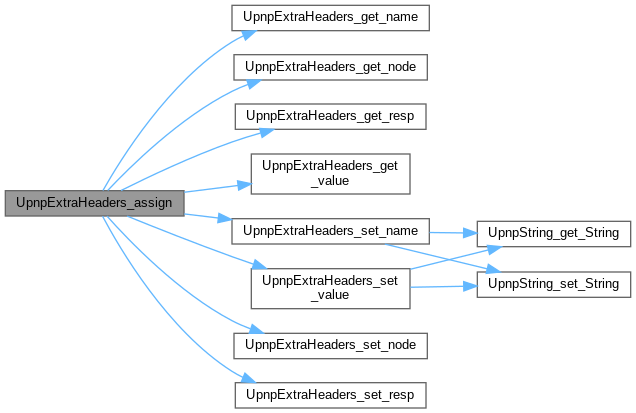 UpnpExtraHeaders_get_name
UpnpExtraHeaders_get_node
UpnpExtraHeaders_get_resp
UpnpExtraHeaders_get
_value
UpnpExtraHeaders_assign
UpnpExtraHeaders_set_name
UpnpString_get_String
UpnpExtraHeaders_set
_value
UpnpString_set_String
UpnpExtraHeaders_set_node
UpnpExtraHeaders_set_resp